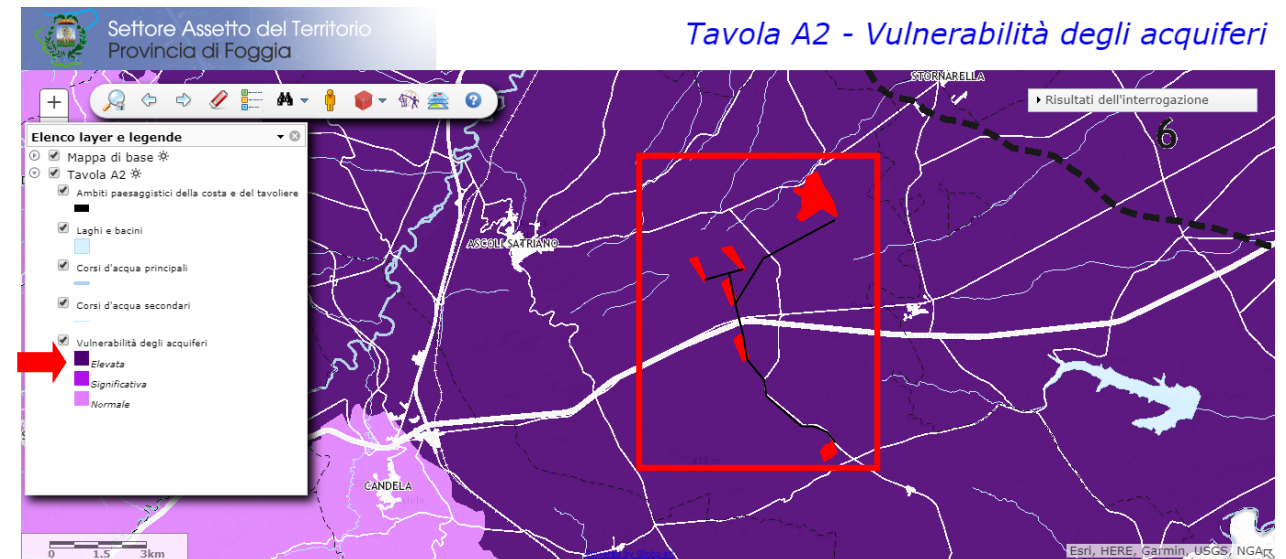 Settore Assetto del Territorio
Provincia di Foggia
Tavola A2 - Vulnerabilità degli acquiferi
STORNARELLA
+
Risultati dell'interrogazione
6
Elenco layer e legende
Mappa di base
Tavola A2
Ambiti paesaggistici della costa e del tavoliere
Laghi e bacini
Corsi d'acqua principali
Corsi d'acqua secondari
Vulnerabilità degli acquiferi
Elevata
Significativa
Normale
ASCOLI SATRIANO
418 m
CANDELA
0 1.5 3km
Esri, HERE, Garmin, USGS, NGA